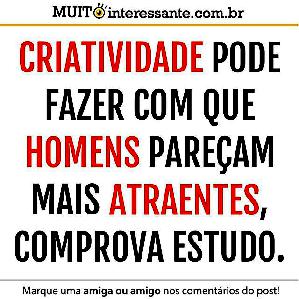 MUITOinteressante.com.br
CRIATIVIDADE PODE
FAZER COM QUE
HOMENS PAREÇAM
MAIS ATRAENTES,
COMPROVA ESTUDO.
Marque uma amiga ou amigo nos comentários do post!